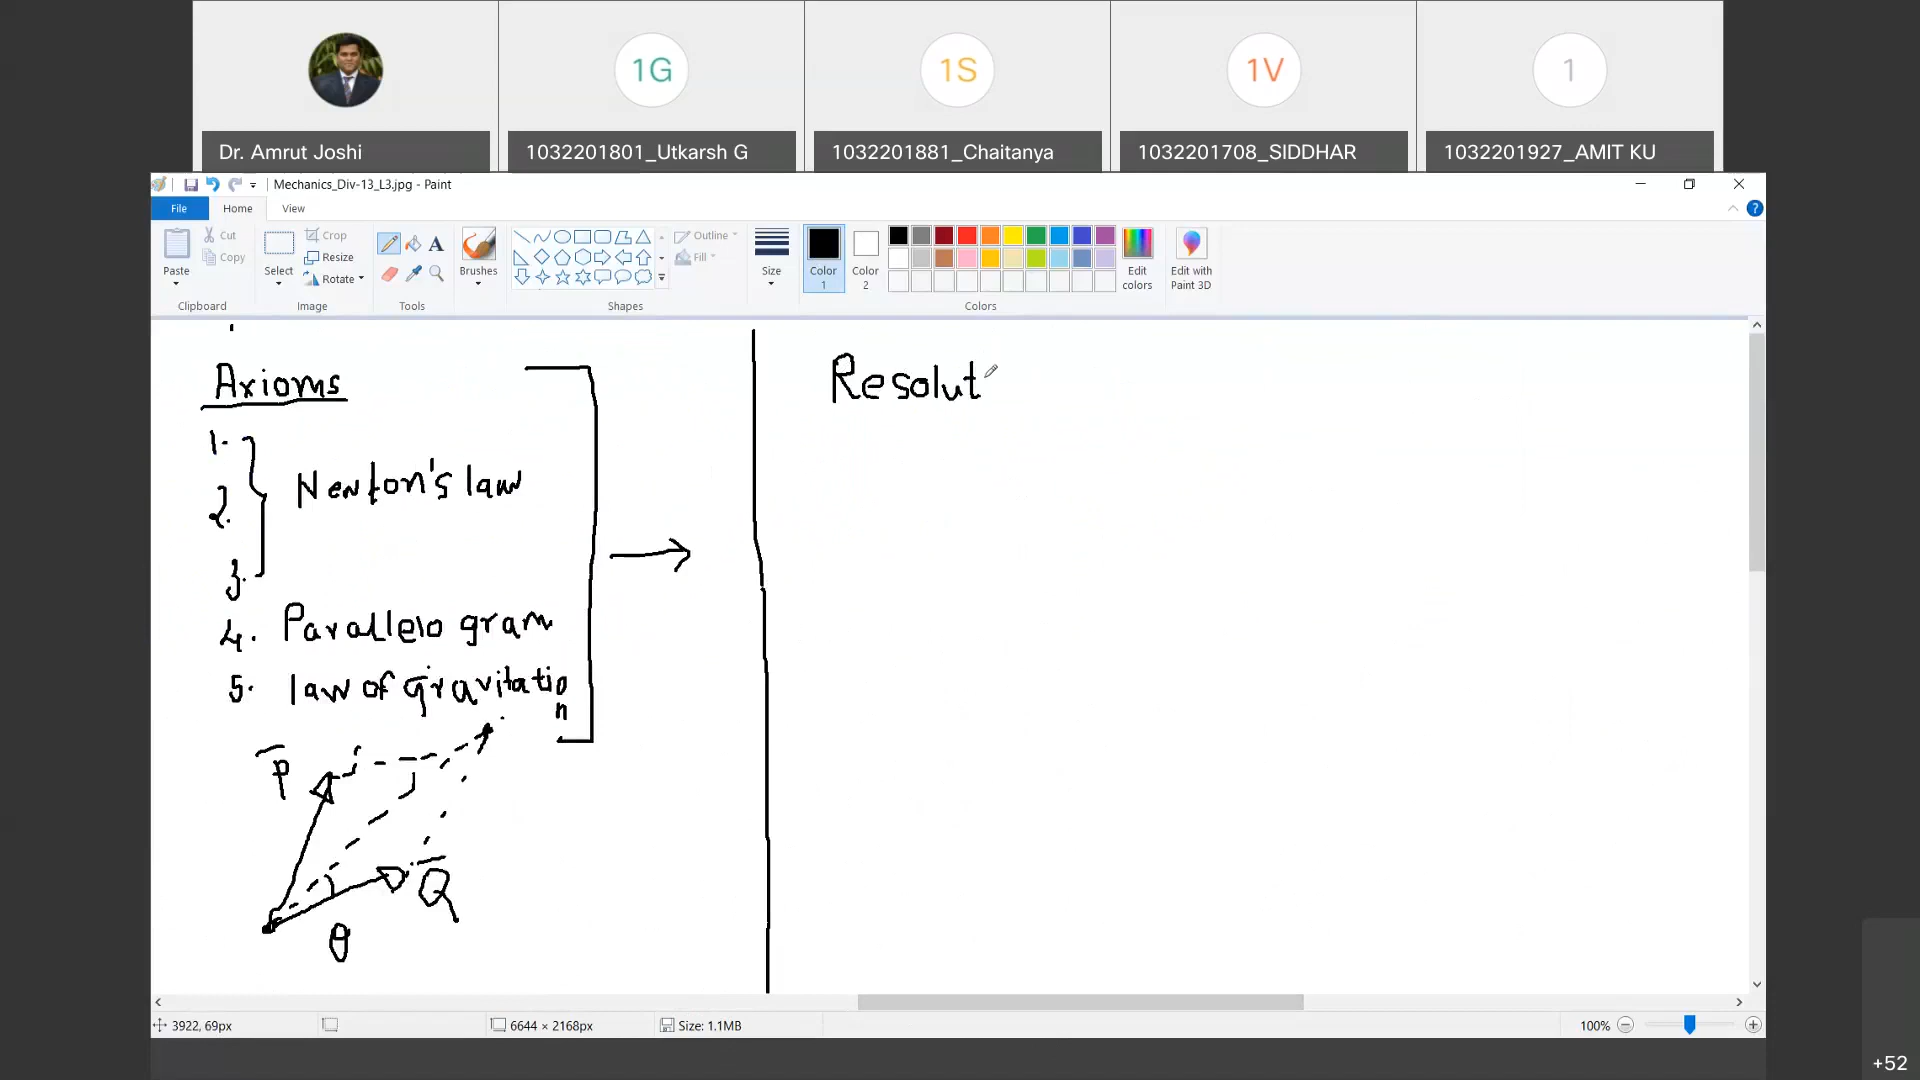 1G
1S
1V
1
Dr. Amrut Joshi
1032201801_Utkarsh G
1032201881_Chaitanya
1032201708_SIDDHAR
1032201927_AMIT KU
Mechanics_Div-13_L3.jpg - Paint
File
Home
View
Paste
Cut
Copy
Clipboard
Select
Crop
Resize
Rotate
Image
A
Tools
Brushes
Outline
Fill
Shapes
Size
Color
1
Color
2
Edit
colors
Colors
Edit with
Paint 3D
?
Axioms
1.
2.
3.
Newton's law
4. Parallelo gram
5. law of gravitatio
n
P
Q
θ
Resolut
3922, 69px
6644 × 2168px
Size: 1.1MB
100%
+52